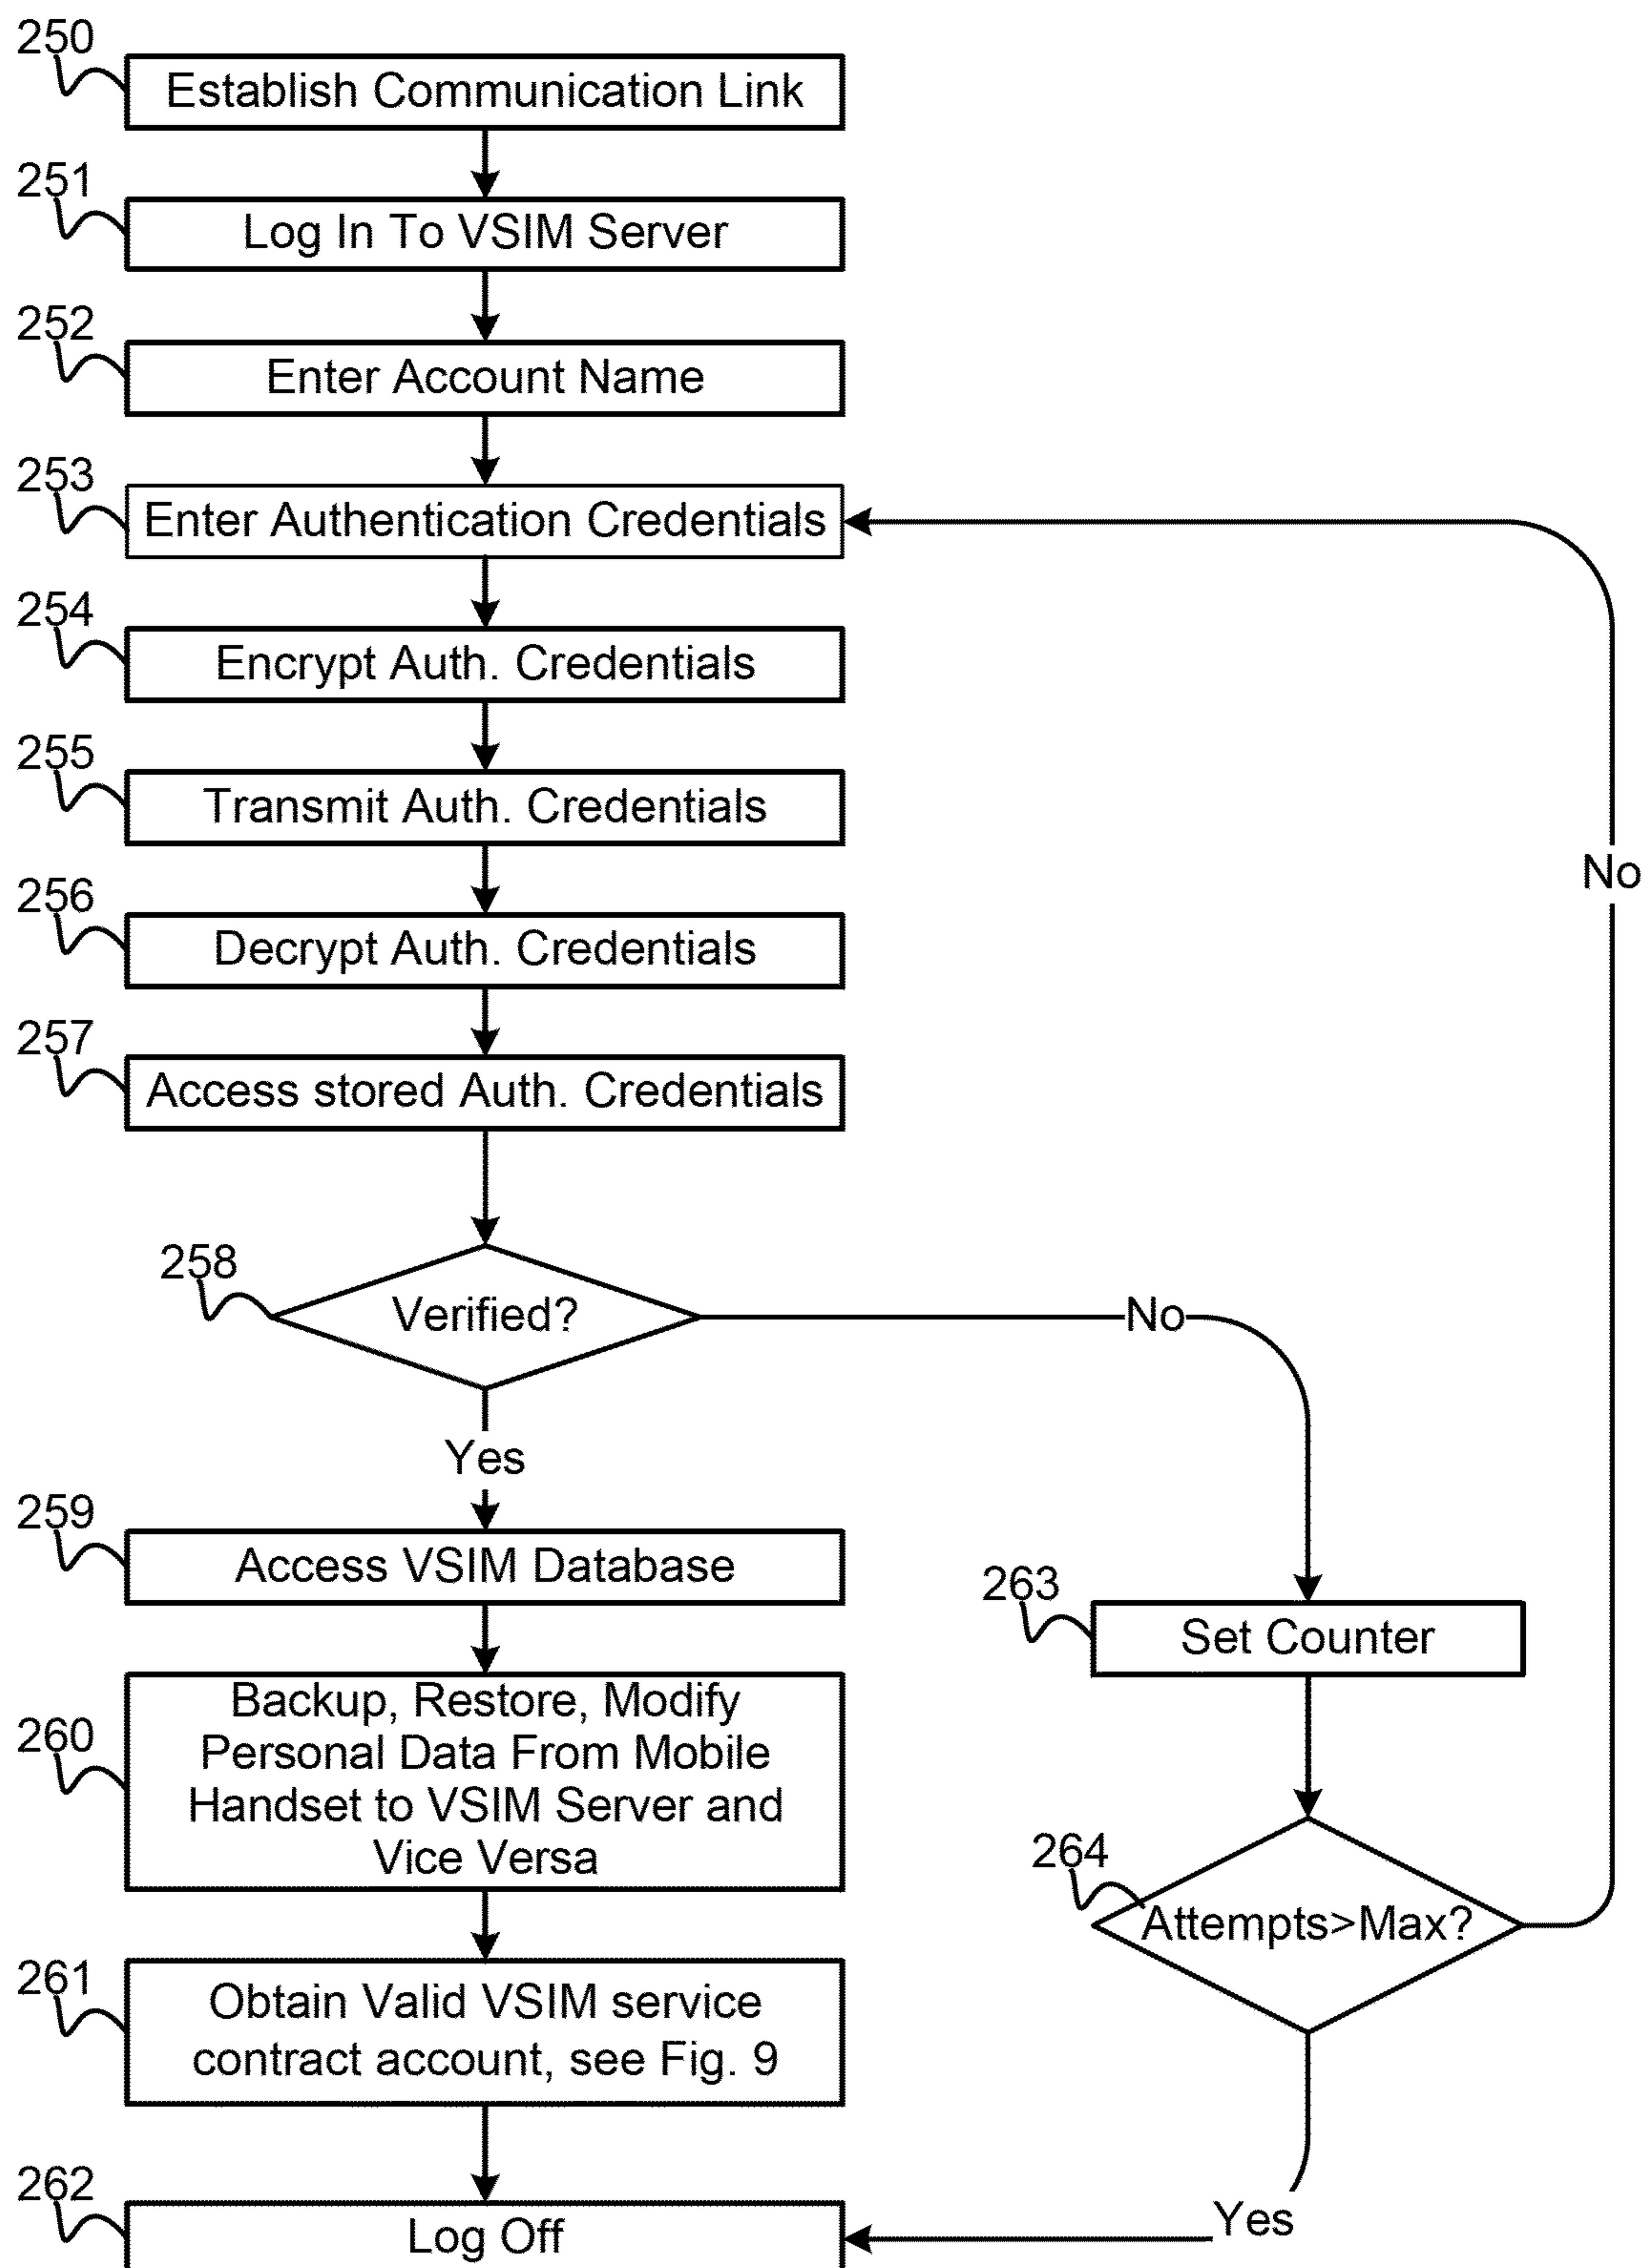 250
Establish Communication Link
251
Log In To VSIM Server
252
Enter Account Name
253
Enter Authentication Credentials
254
Encrypt Auth. Credentials
255
Transmit Auth. Credentials
No
256
Decrypt Auth. Credentials
257
Access stored Auth. Credentials
258
Verified?
No
Yes
259
Access VSIM Database
263
Set Counter
260
Backup, Restore, Modify
Personal Data From Mobile
Handset to VSIM Server and
Vice Versa
264
Attempts>Max?
261
Obtain Valid VSIM service
contract account, see Fig. 9
262
Log Off
Yes